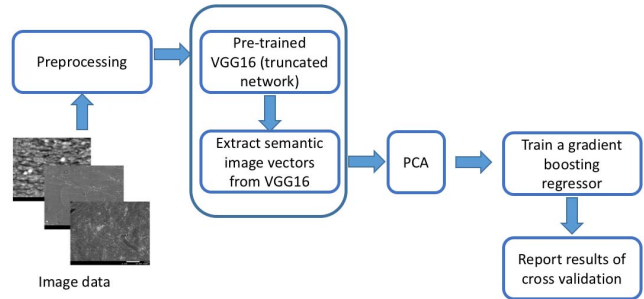 Preprocessing
Pre-trained
VGG16 (truncated
network)
Extract semantic
image vectors
from VGG16
PCA
Train a gradient
boosting
regressor
Report results of
cross validation
Image data